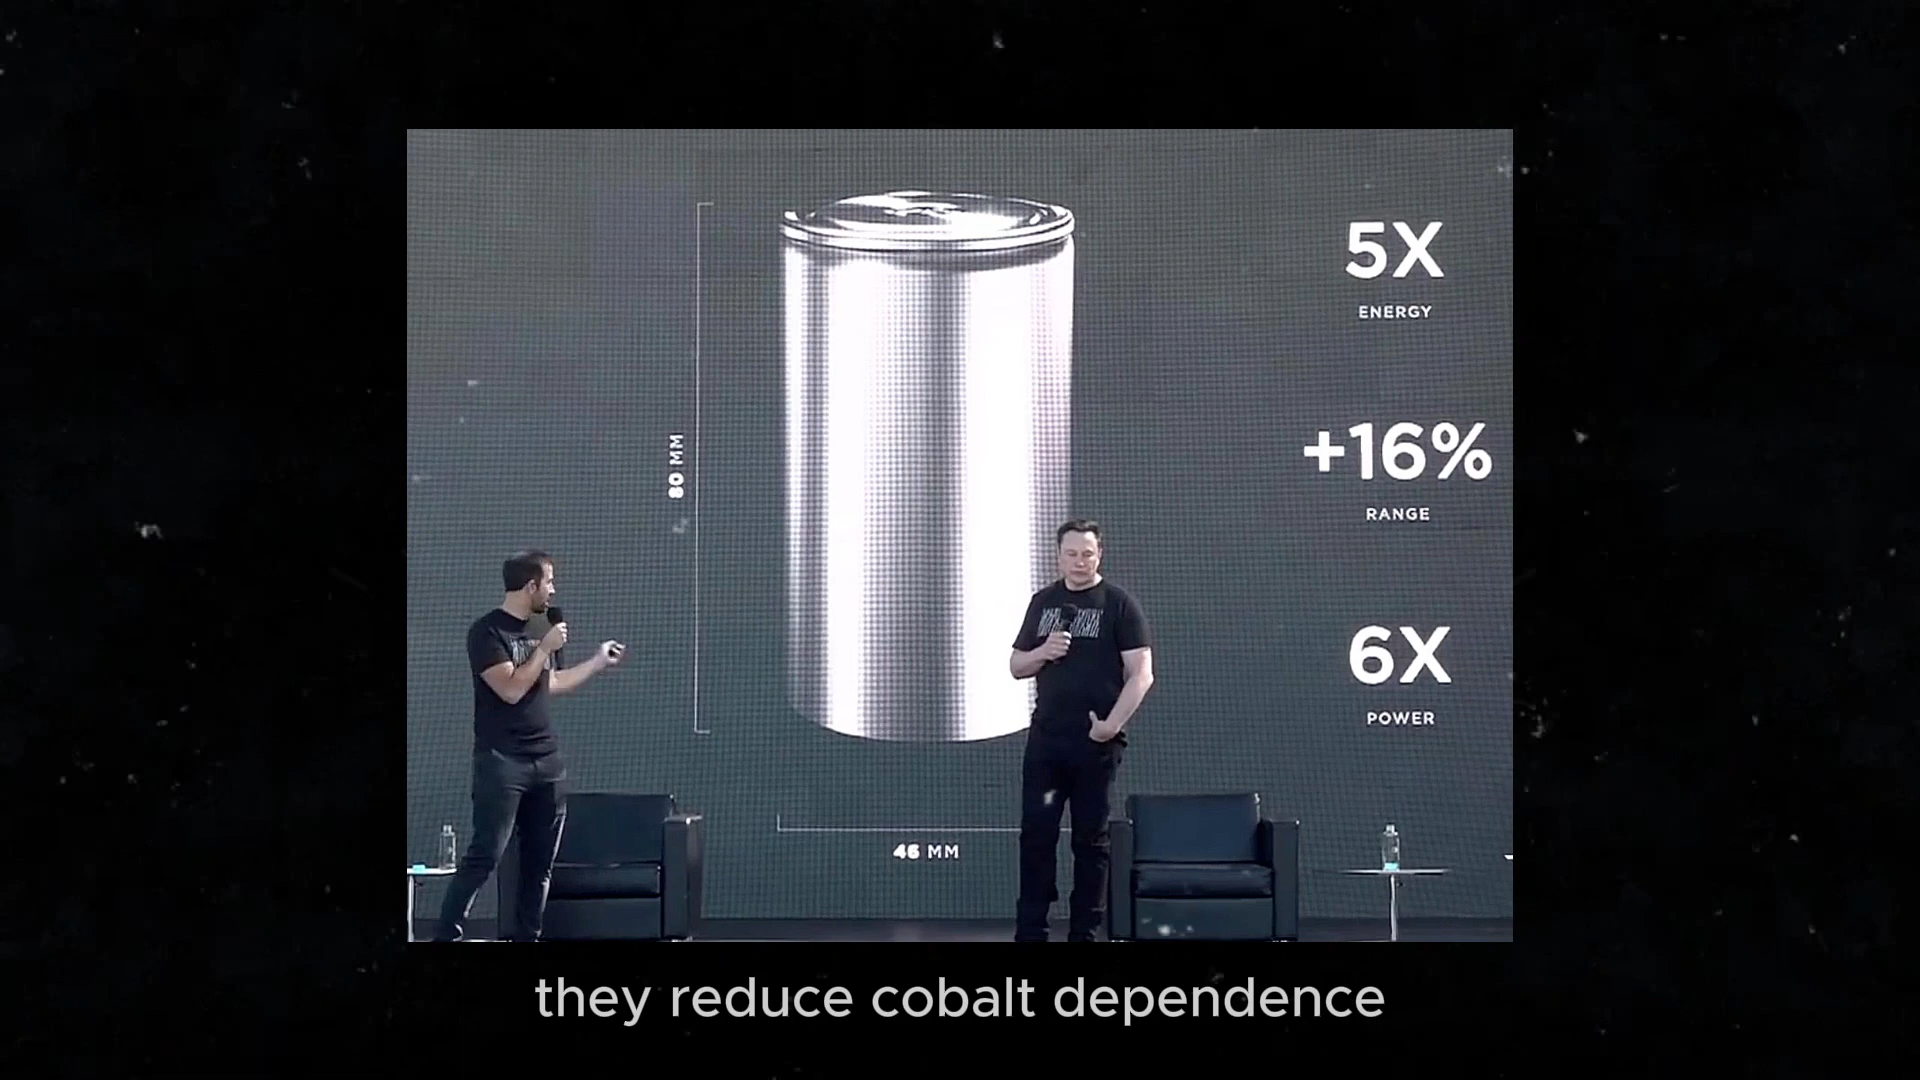 5X
ENERGY
80 MM
+16%
RANGE
6X
POWER
46 MM
they reduce cobalt dependence